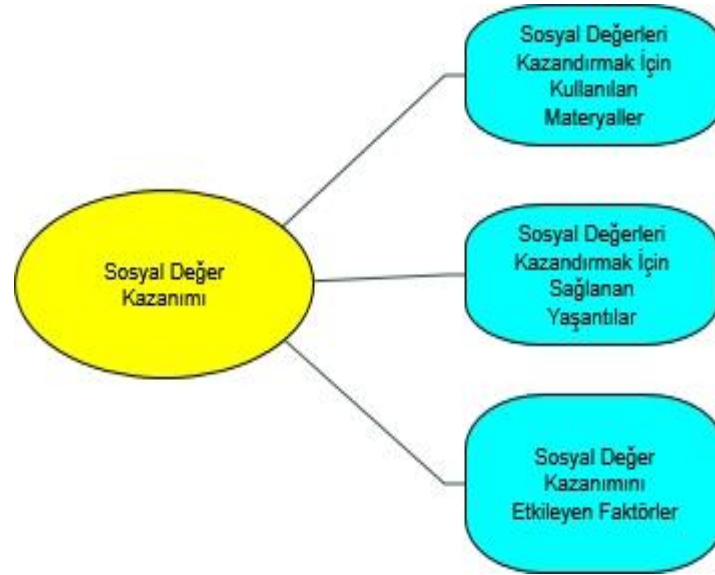 Sosyal Değerleri
Kazandırmak İçin
Kullanılan
Materyaller
Sosyal Değer
Kazanımı
Sosyal Değerleri
Kazandırmak İçin
Sağlanan
Yaşantılar
Sosyal Değer
Kazanımını
Etkileyen Faktörler